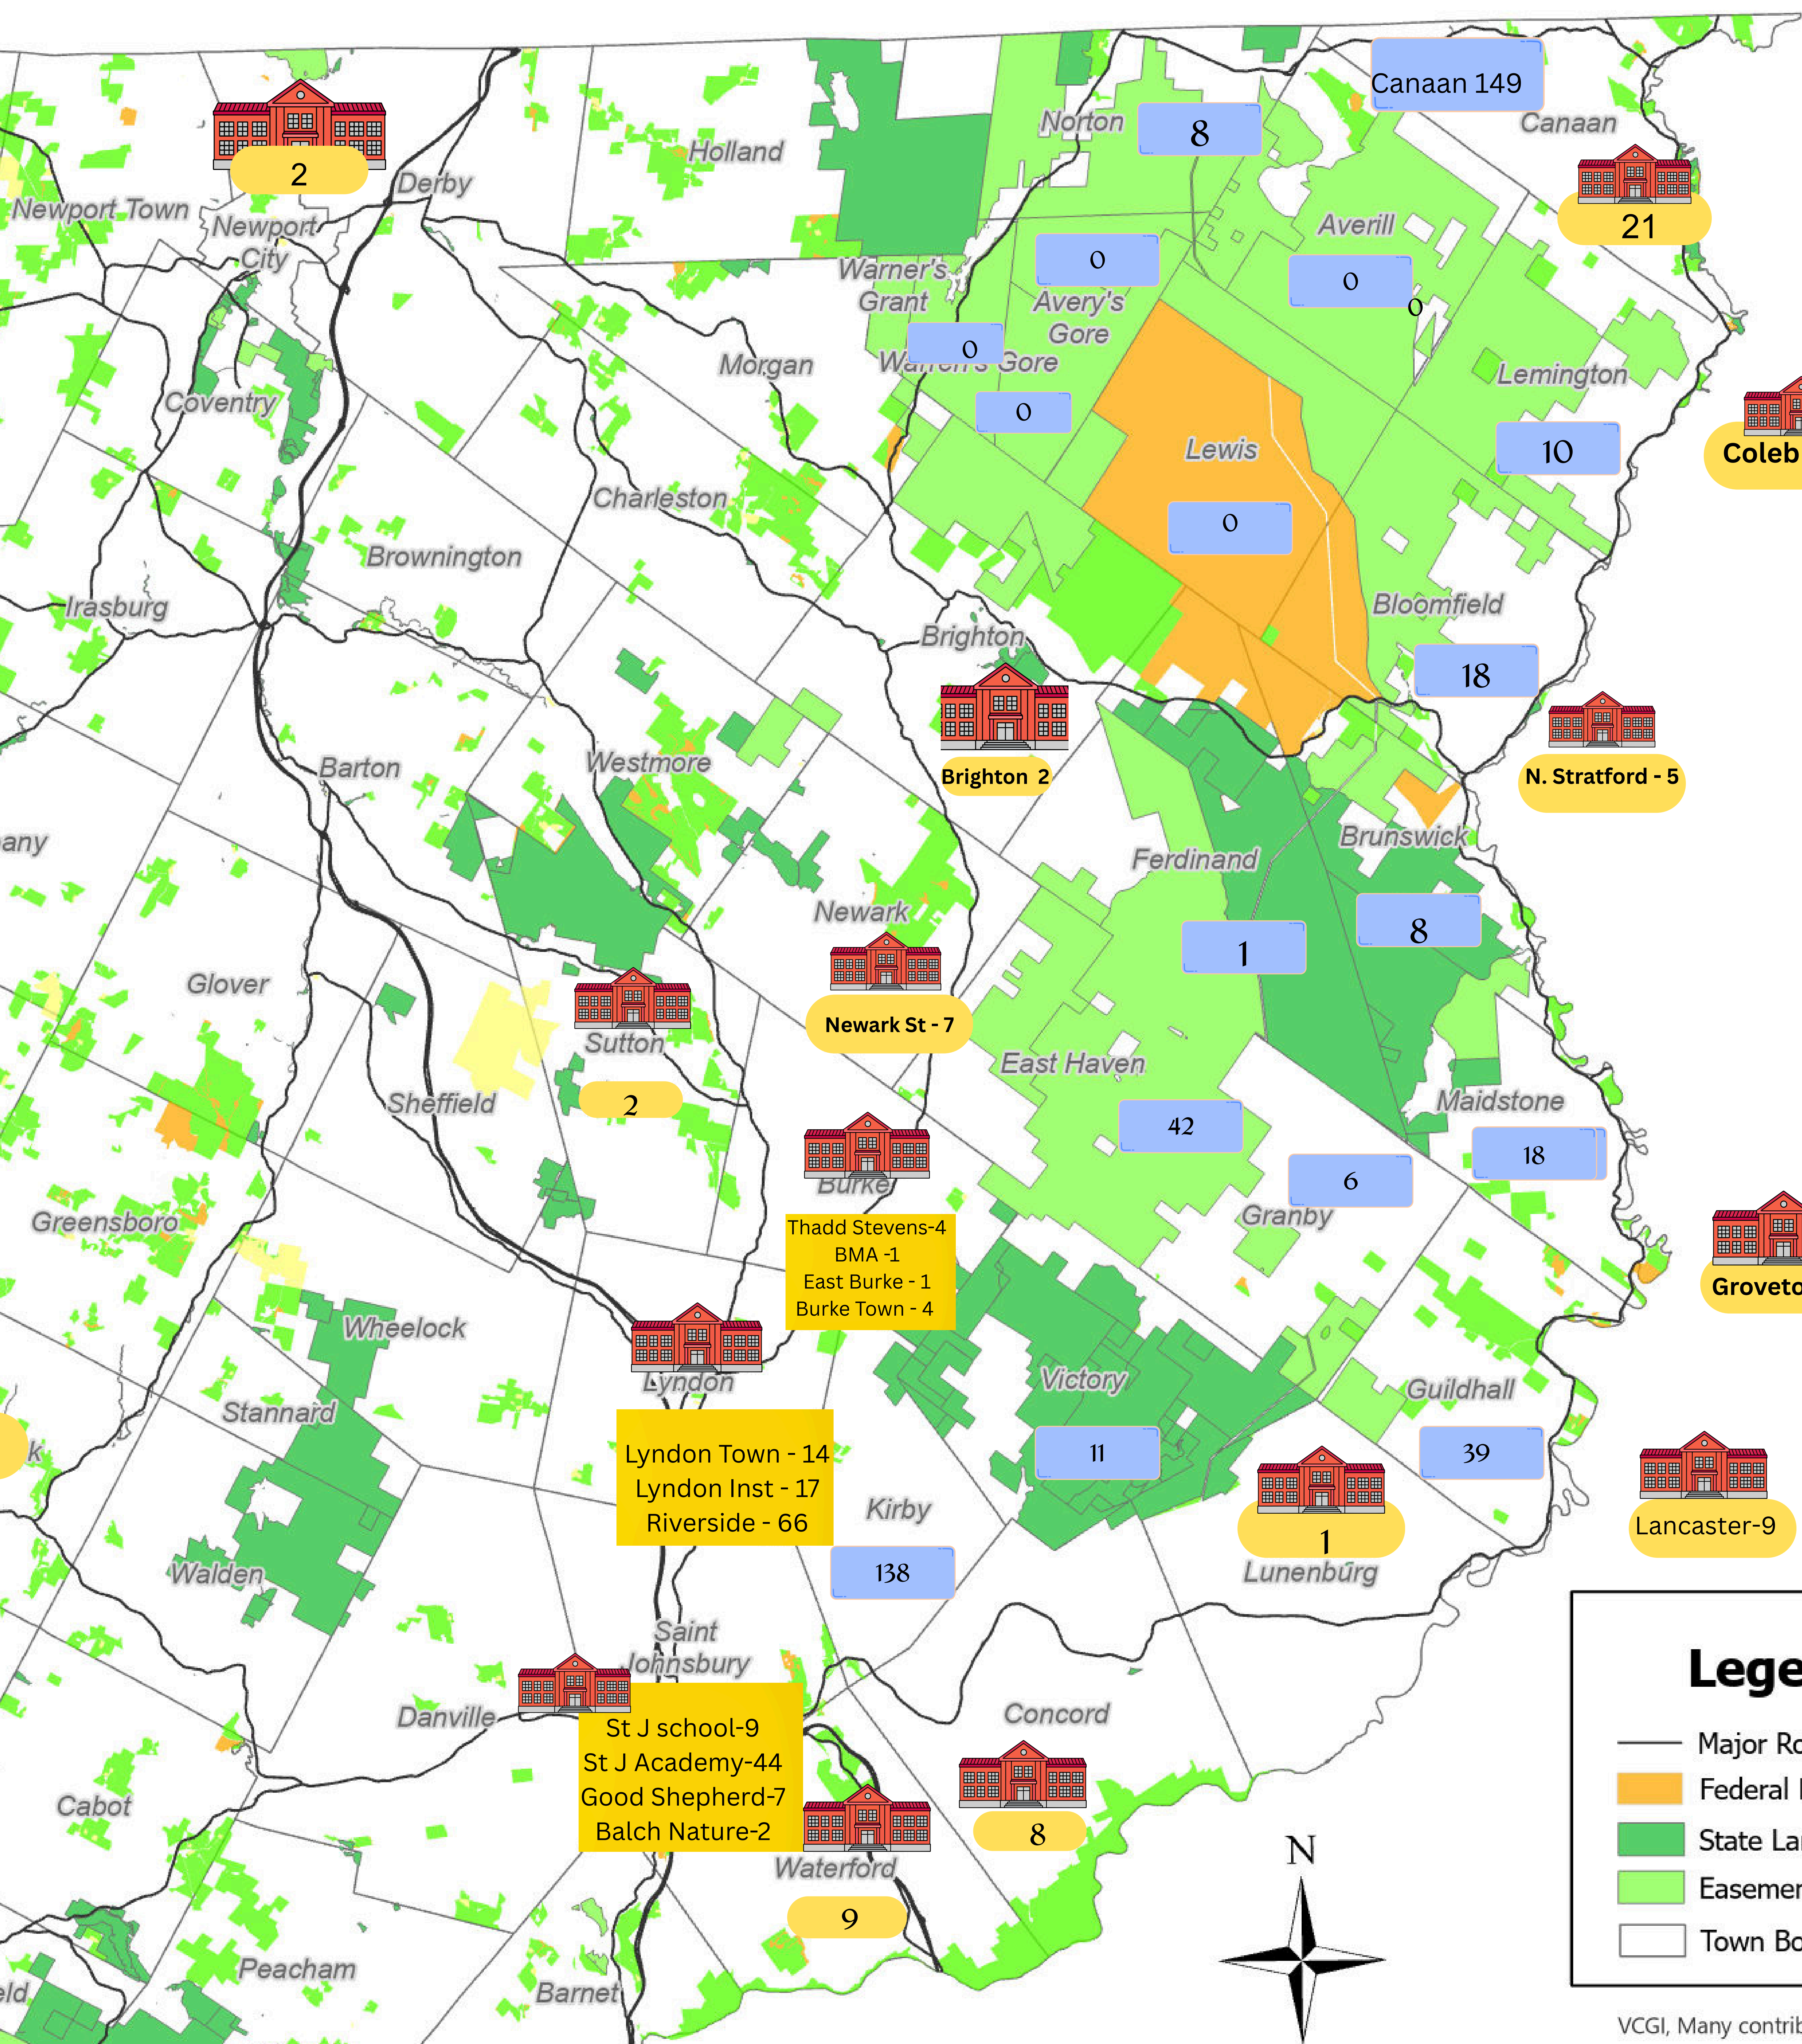 Canaan 149
Canaan
Norton
8
Holland
2
Derby
Newport Town
Newport
City
21
Averill
0
0
0
Warner's
Grant
Avery's
Gore
0
Warren's Gore
0
Morgan
Lemington
Coventry
Coleb
Lewis
10
Charleston
0
Brownington
Irasburg
Bloomfield
Brighton
18
Barton
Westmore
Brighton 2
N. Stratford - 5
any
Brunswick
Ferdinand
Newark
8
1
Glover
Newark St - 7
Sutton
East Haven
2
Sheffield
Maidstone
42
18
6
Burke
Granby
Greensboro
Thadd Stevens-4
BMA -1
East Burke - 1
Burke Town - 4
Groveto
Wheelock
Lyndon
Victory
Guildhall
Stannard
k
Lyndon Town - 14
Lyndon Inst - 17
Riverside - 66
11
39
Kirby
1
Lancaster-9
Walden
138
Lunenburg
Saint
Johnsbury
Danville
Concord
St J school-9
St J Academy-44
Good Shepherd-7
Balch Nature-2
Cabot
8
Waterford
9
Peacham
Barnet
eld
N
Lege
Major Ro
Federal
State La
Easeme
Town Bo
VCGI, Many contrib